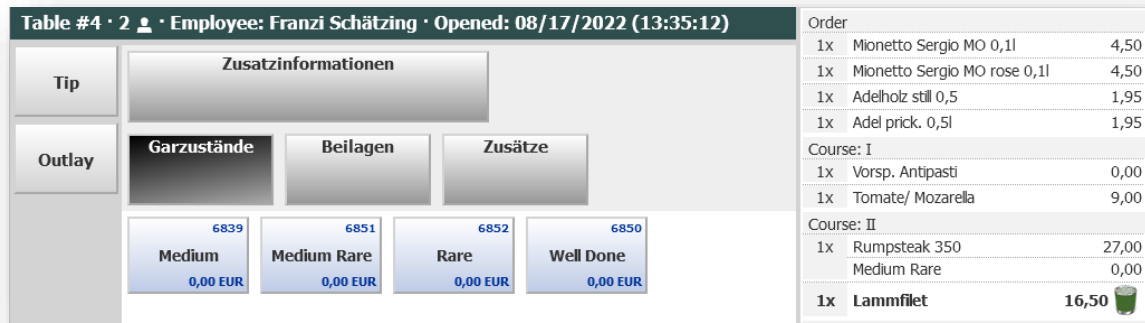 Table #4 · 2 · Employee: Franzi Schätzing · Opened: 08/17/2022 (13:35:12)
Tip
Outlay
Zusatzinformationen
Garzustände
Beilagen
Zusätze
6839
Medium
0,00 EUR
6851
Medium Rare
0,00 EUR
6852
Rare
0,00 EUR
6850
Well Done
0,00 EUR
Order
1x Mionetto Sergio MO 0,1l 4,50
1x Mionetto Sergio MO rose 0,1l 4,50
1x Adelholz still 0,5 1,95
1x Adel prick. 0,5l 1,95
Course: I
1x Vorsp. Antipasti 0,00
1x Tomate/ Mozarella 9,00
Course: II
1x Rumpsteak 350 27,00
Medium Rare 0,00
1x Lammfilet 16,50